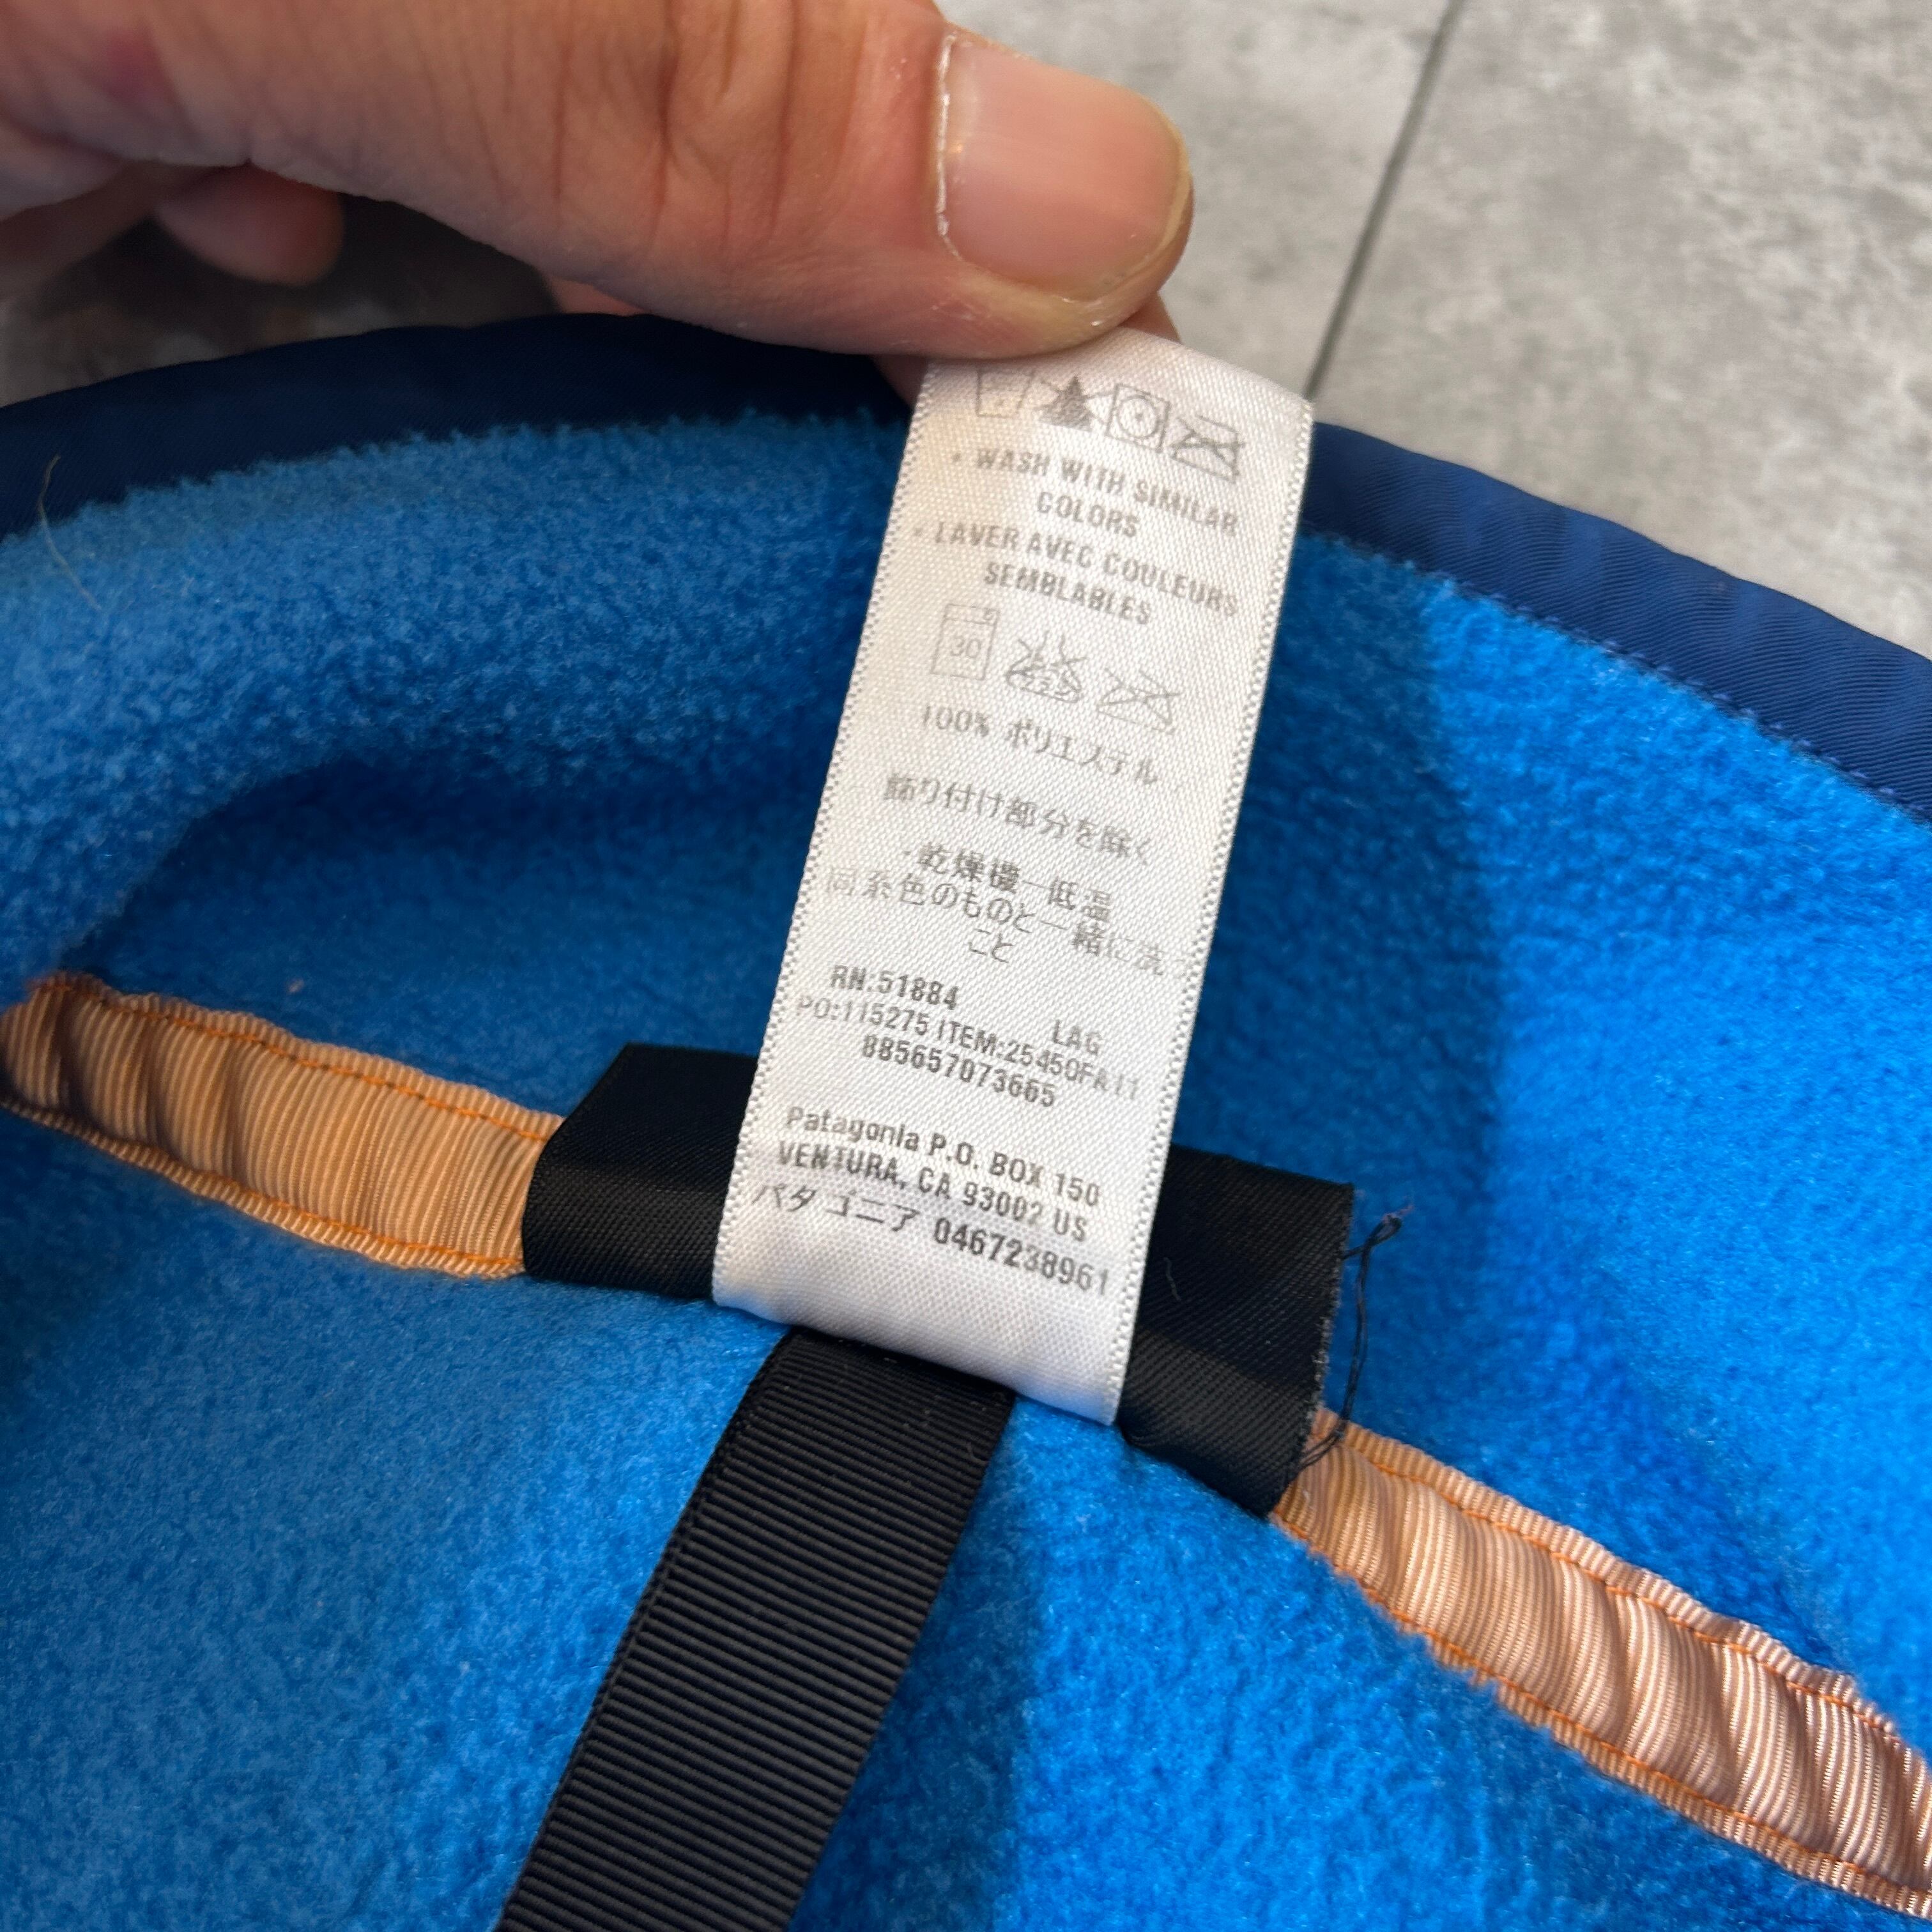 • WASH WITH SIMILAR
COLORS
• LAVER AVEC COULEURS
SEMBLABLES
30
100% ポリエステル
飾り付け部分を除く
・乾燥機―低温
同系色のものと一緒に洗う
こと
RN:51884
LAG
PO:115275 ITEM:25450FA11
885657073665
Patagonia P.O. BOX 150
VENTURA, CA 93002 US
パタゴニア 0467238961